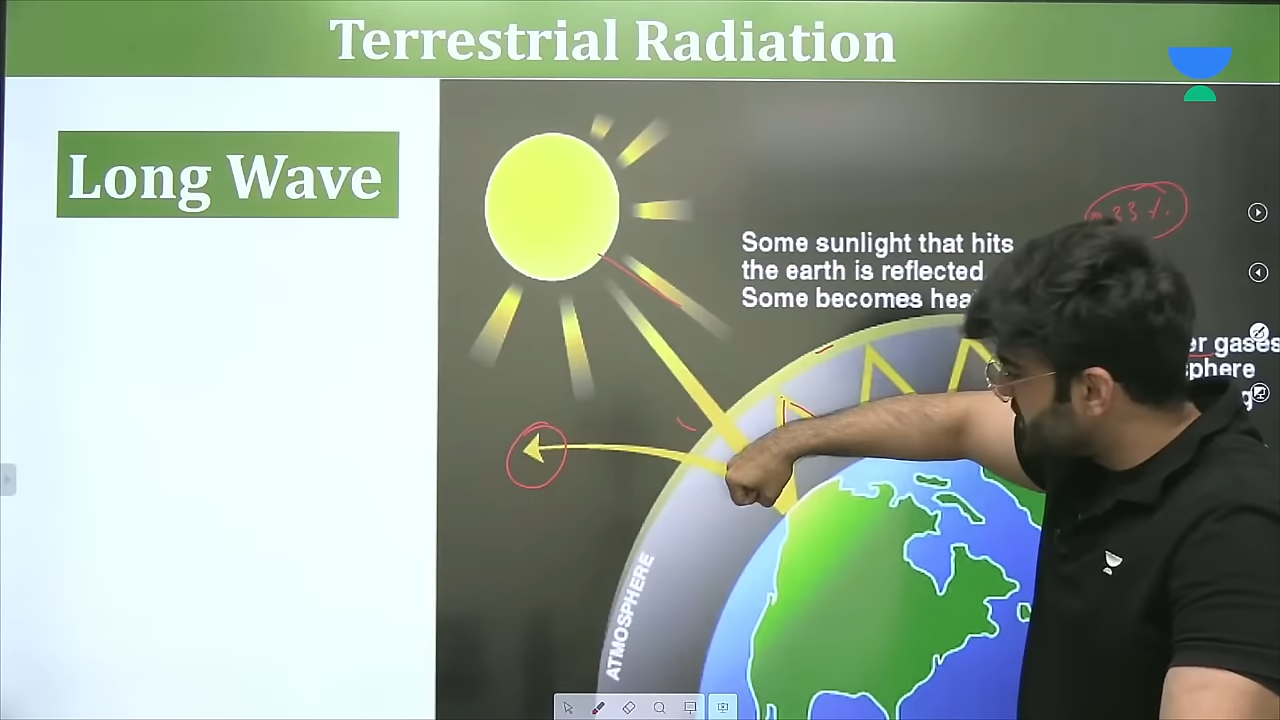 Terrestrial Radiation
Long Wave
Some sunlight that hits
the earth is reflected
Some becomes hea
er gases
sphere
g
ATMOSPHERE